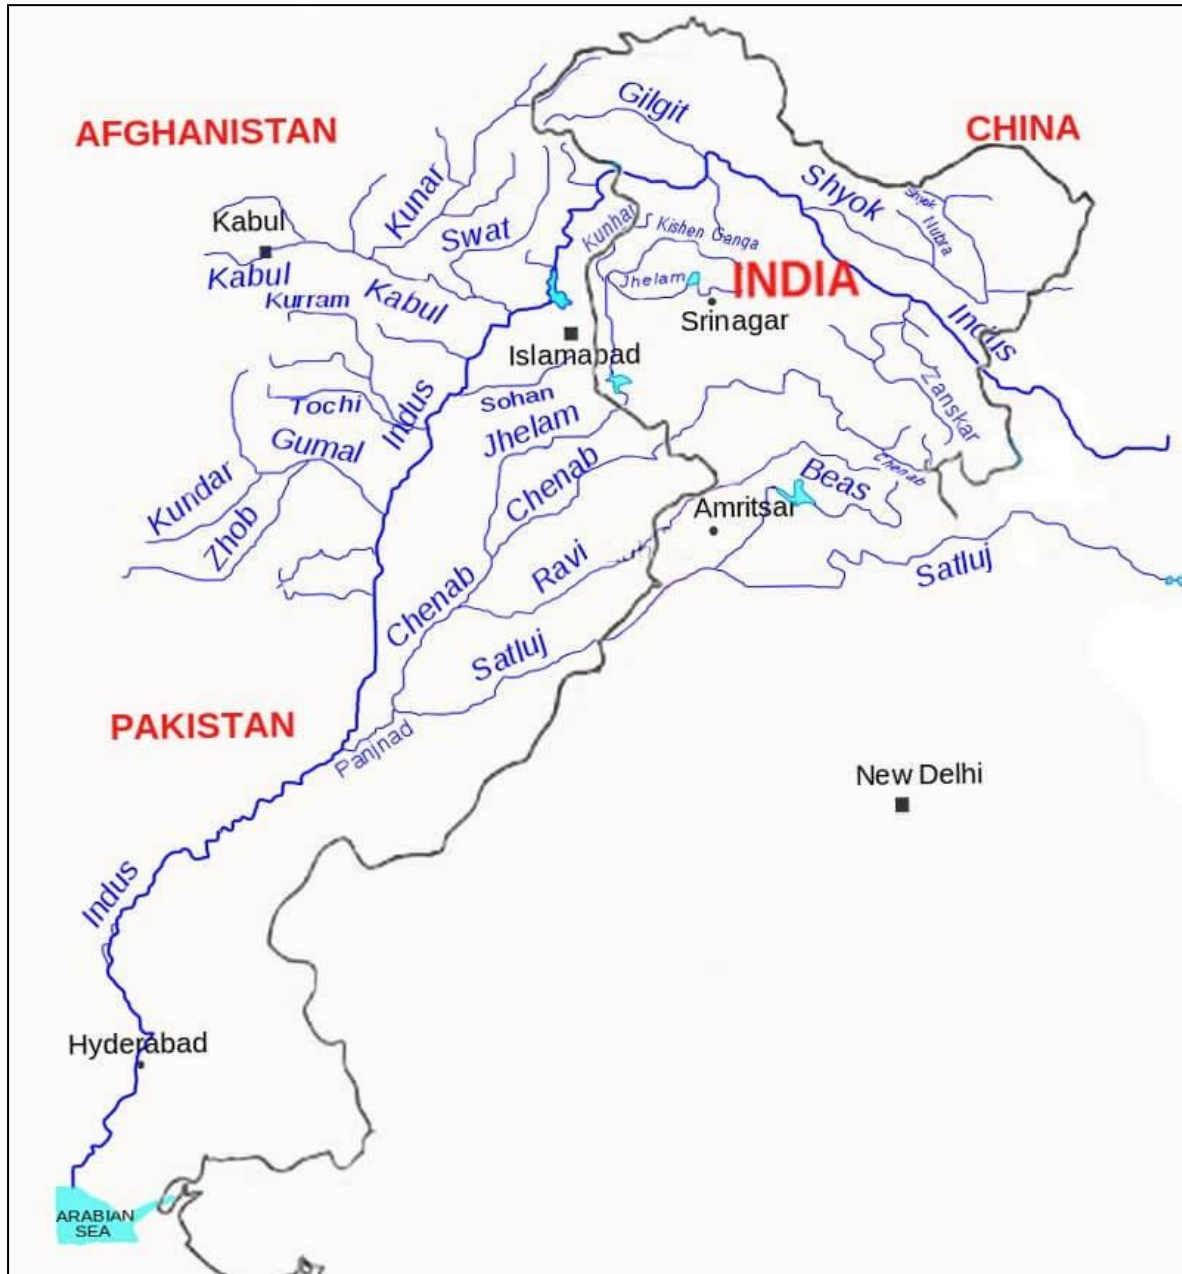 Gilgit
AFGHANISTAN
CHINA
Shyok
Shyok
Nubra
Kunar
Swat
Kunhar
Kishen Ganga
Kabul
Kabul
Kurram
Kabul
Jhelam
INDIA
Srinagar
Indus
Islamabad
Zanskar
Sohan
Tochi
Indus
Jhelam
Gumal
Chenab
Chenab
Beas
Kundar
Zhob
Amritsar
Ravi
Satluj
Chenab
Satluj
PAKISTAN
Panjnad
New Delhi
Indus
Hyderabad
ARABIAN
SEA